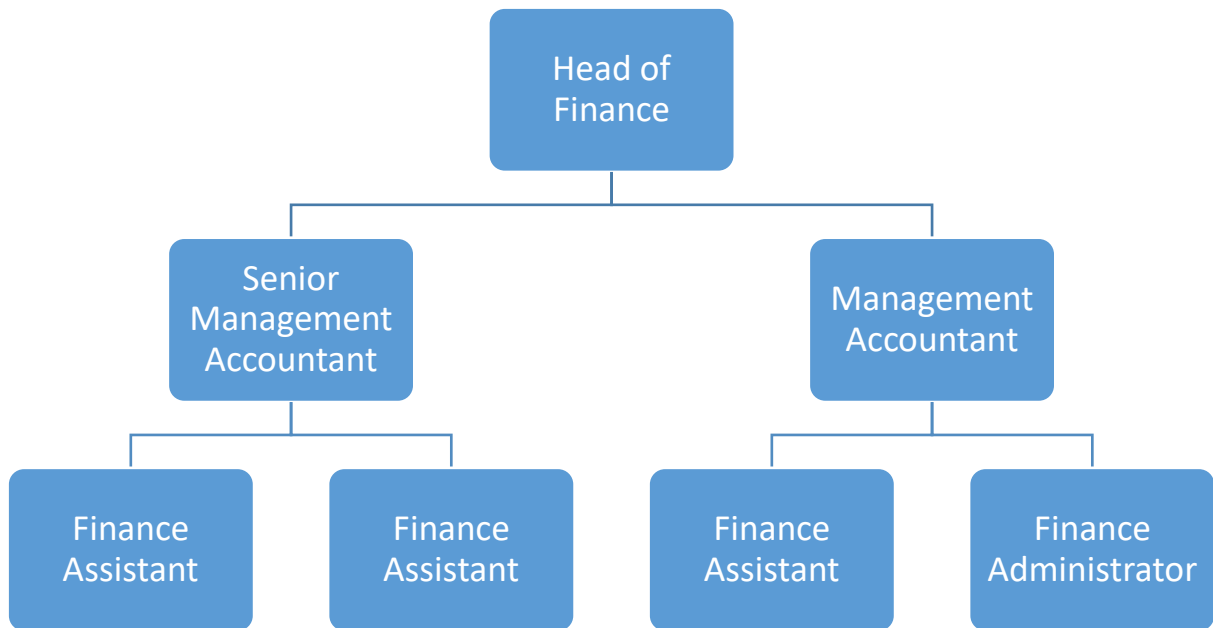 Head of
Finance
Senior
Management
Accountant
Management
Accountant
Finance
Assistant
Finance
Assistant
Finance
Assistant
Finance
Administrator